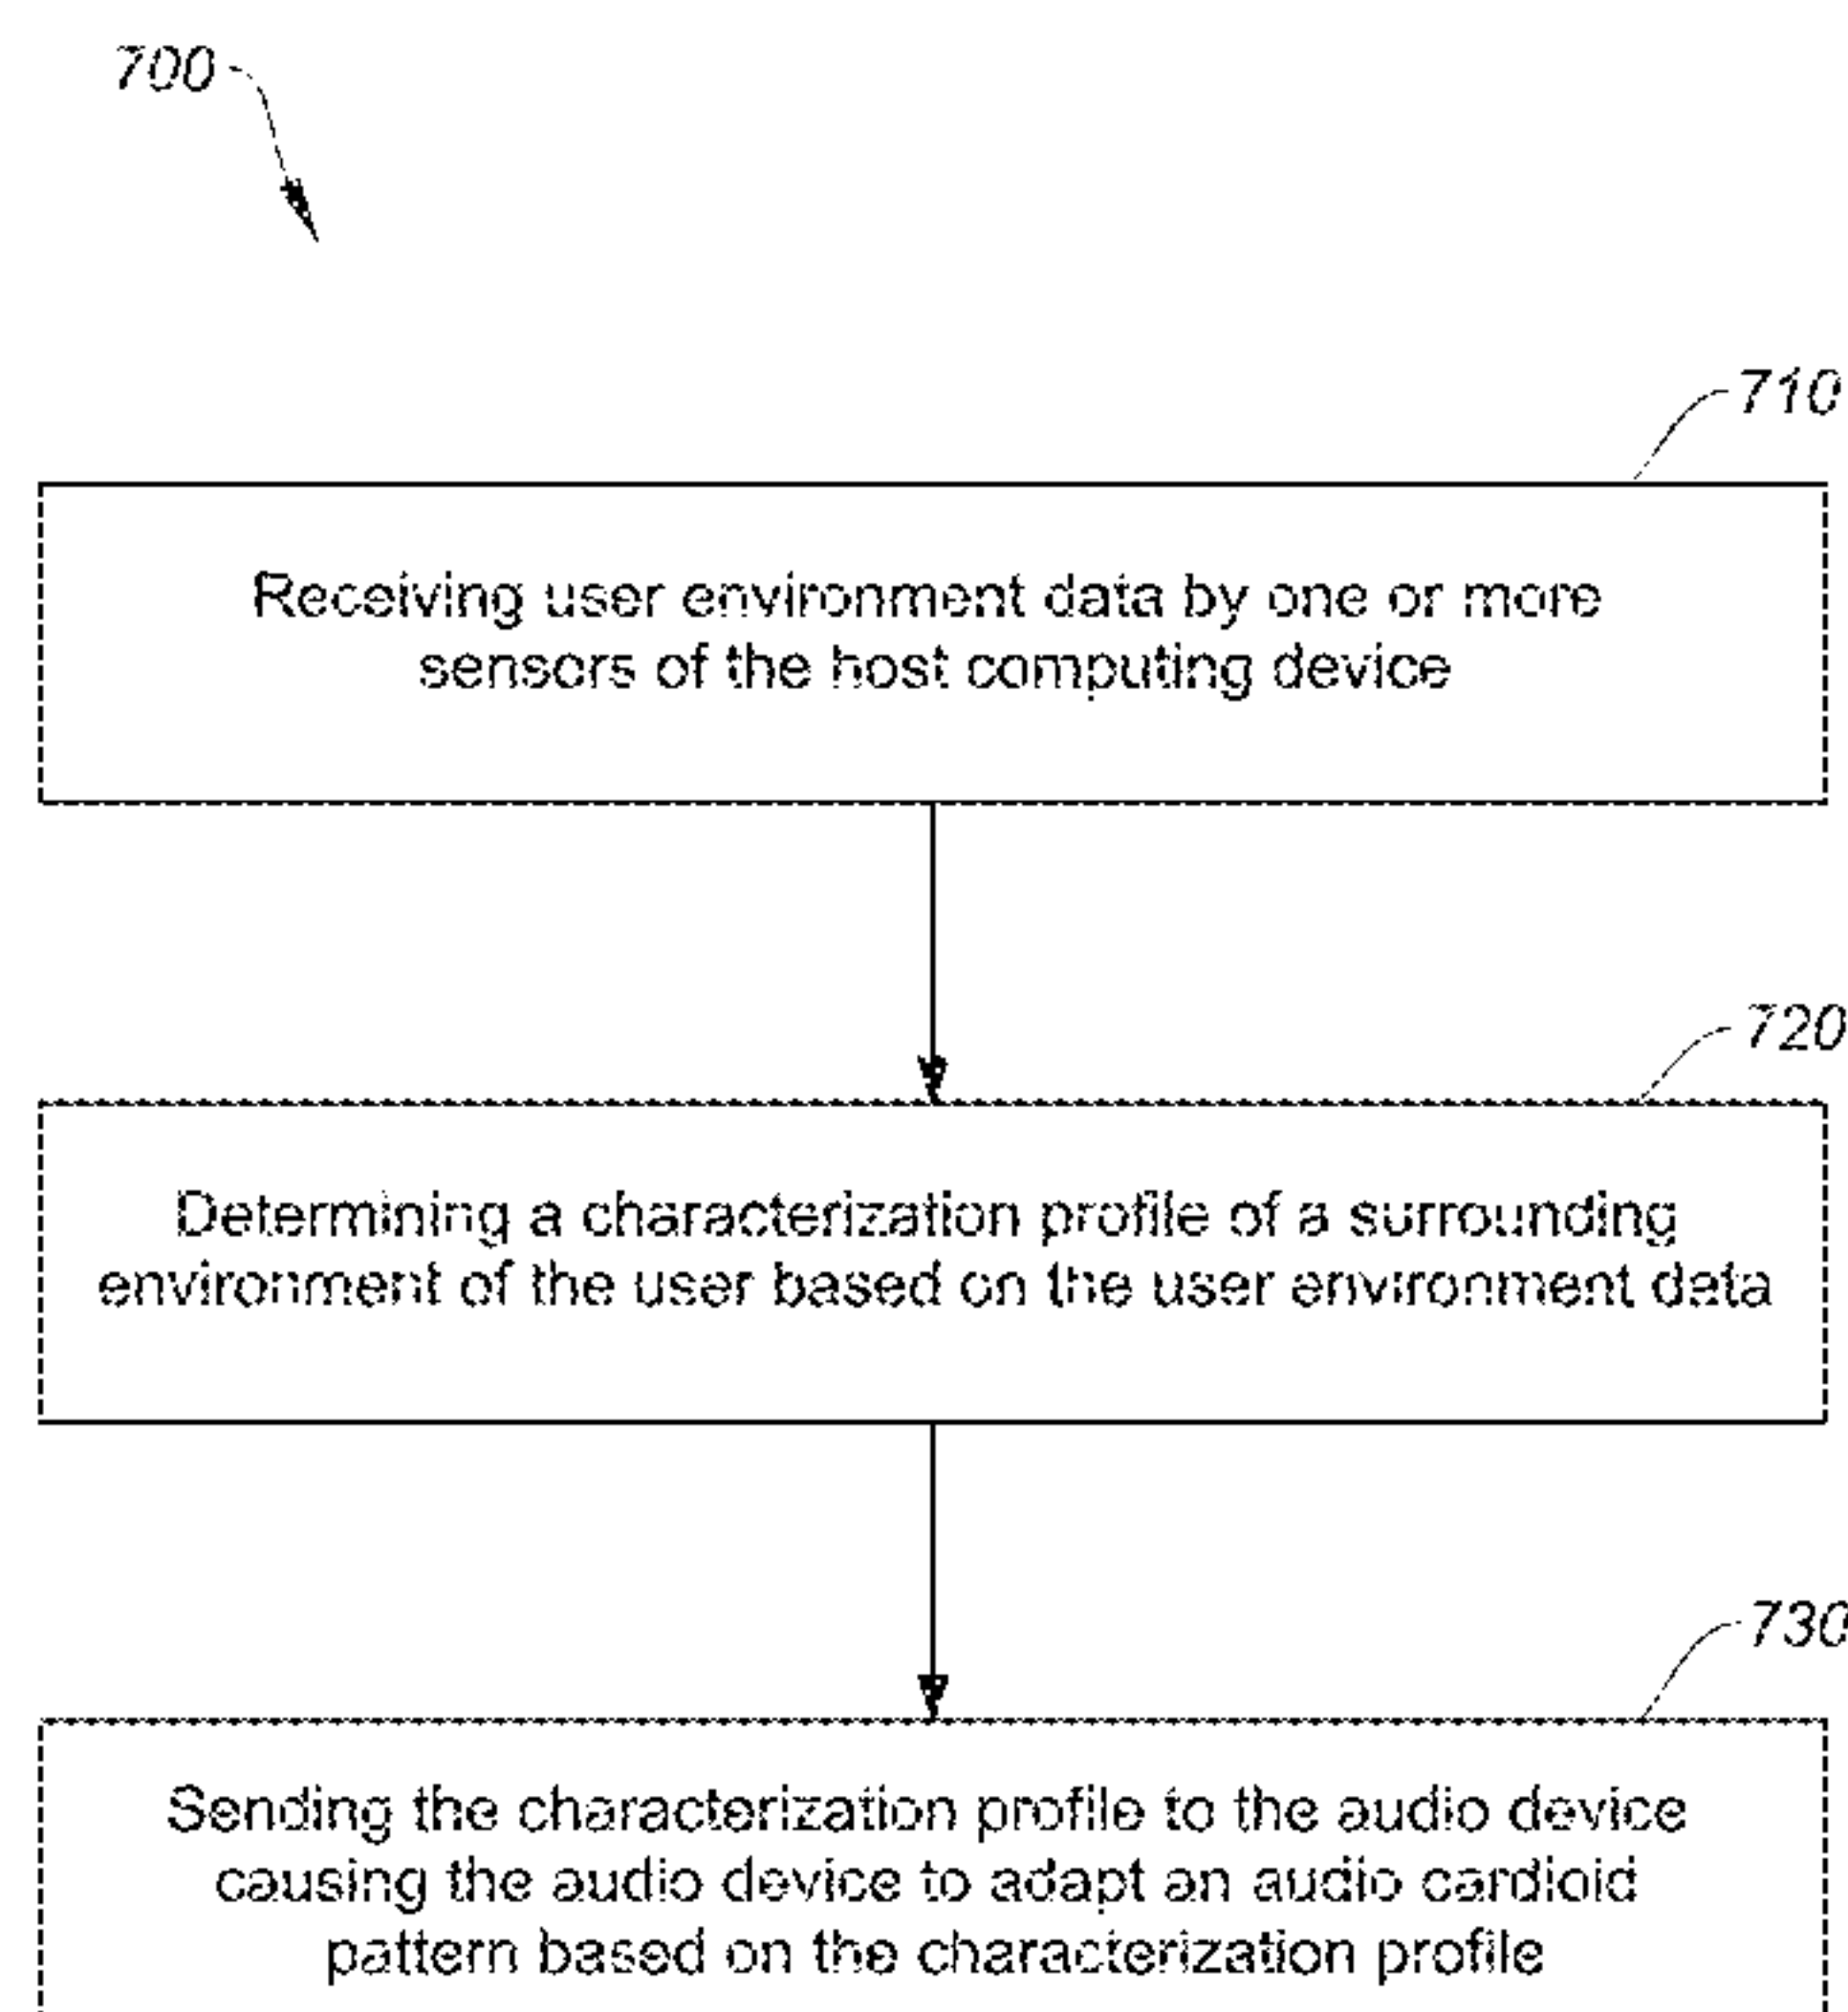 700
710
Receiving user environment data by one or more
sensors of the host computing device
720
Determining a characterization profile of a surrounding
environment of the user based on the user environment data
730
Sending the characterization profile to the audio device
causing the audio device to adapt an audio cardioid
pattern based on the characterization profile